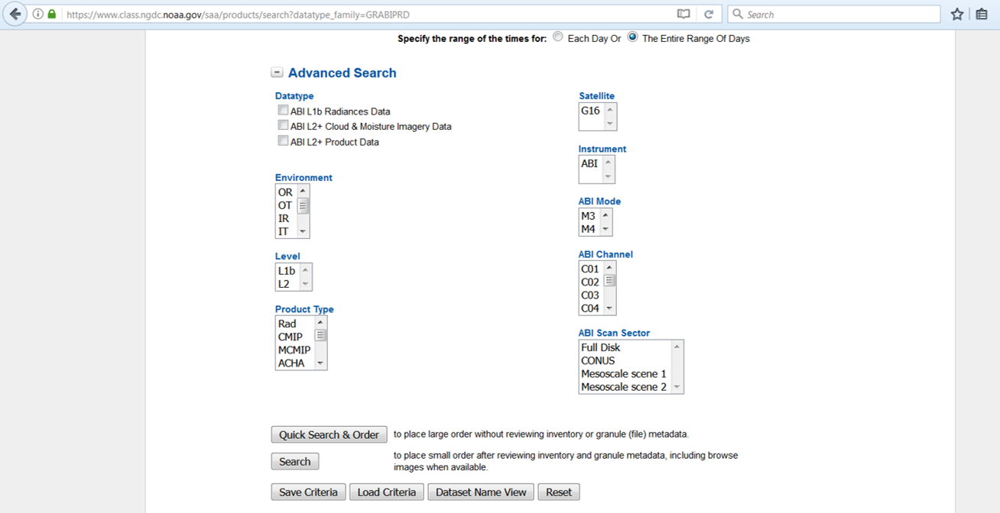 https://www.class.ngdc.noaa.gov/saa/products/search?datatype_family=GRABIPRD
Search
Specify the range of the times for: Each Day Or The Entire Range Of Days
Advanced Search
Datatype
ABI L1b Radiances Data
ABI L2+ Cloud & Moisture Imagery Data
ABI L2+ Product Data
Environment
OR
OT
IR
IT
Level
L1b
L2
Product Type
Rad
CMIP
MCMIP
ACHA
Satellite
G16
Instrument
ABI
ABI Mode
M3
M4
ABI Channel
C01
C02
C03
C04
ABI Scan Sector
Full Disk
CONUS
Mesoscale scene 1
Mesoscale scene 2
Quick Search & Order to place large order without reviewing inventory or granule (file) metadata.
Search to place small order after reviewing inventory and granule metadata, including browse
images when available.
Save Criteria Load Criteria Dataset Name View Reset